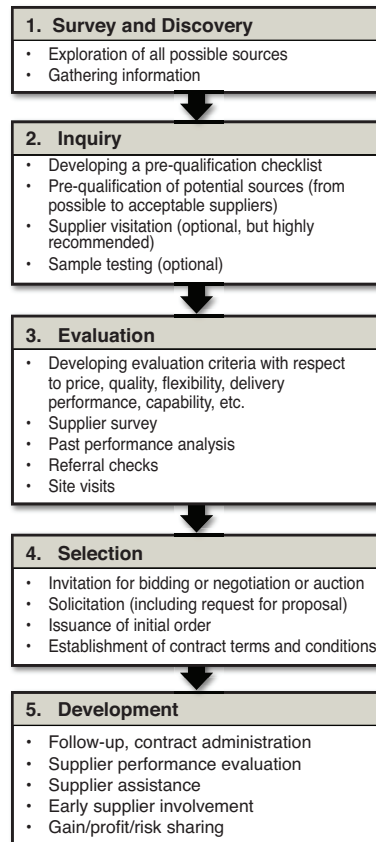 1. Survey and Discovery
• Exploration of all possible sources
• Gathering information
2. Inquiry
• Developing a pre-qualification checklist
• Pre-qualification of potential sources (from
possible to acceptable suppliers)
• Supplier visitation (optional, but highly
recommended)
• Sample testing (optional)
3. Evaluation
• Developing evaluation criteria with respect
to price, quality, flexibility, delivery
performance, capability, etc.
• Supplier survey
• Past performance analysis
• Referral checks
• Site visits
4. Selection
• Invitation for bidding or negotiation or auction
• Solicitation (including request for proposal)
• Issuance of initial order
• Establishment of contract terms and conditions
5. Development
• Follow-up, contract administration
• Supplier performance evaluation
• Supplier assistance
• Early supplier involvement
• Gain/profit/risk sharing